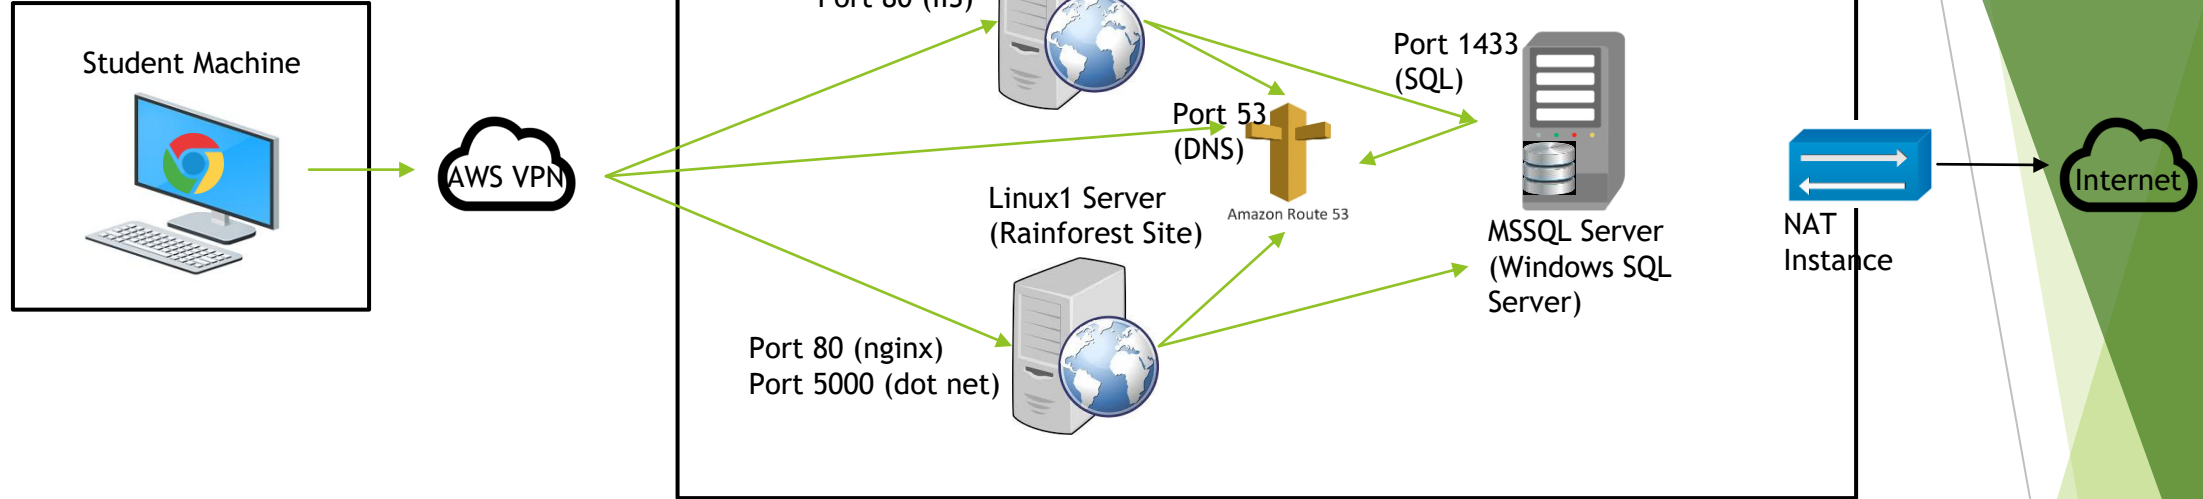 Student Machine
AWS VPN
Port 1433
(SQL)
Port 53
(DNS)
Amazon Route 53
Linux1 Server
(Rainforest Site)
Port 80 (nginx)
Port 5000 (dot net)
MSSQL Server
(Windows SQL
Server)
NAT
Instance
Internet